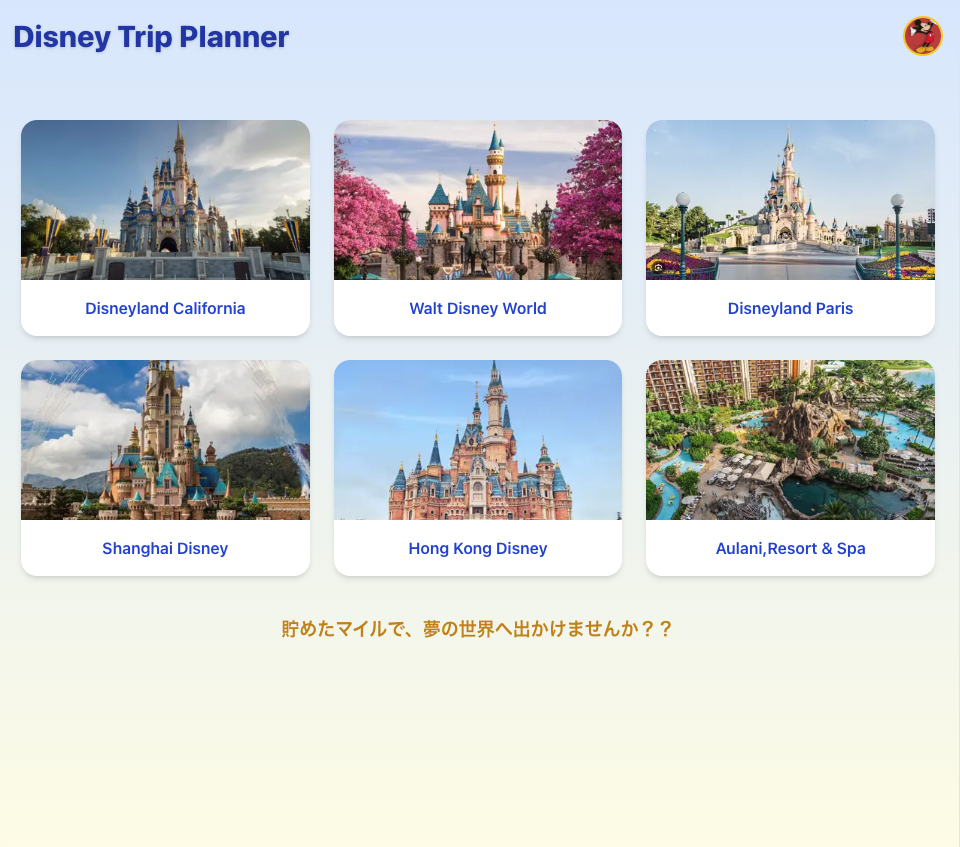 Disney Trip Planner
Disneyland California
Walt Disney World
Disneyland Paris
Shanghai Disney
Hong Kong Disney
Aulani,Resort & Spa
貯めたマイルで、夢の世界へ出かけませんか？？